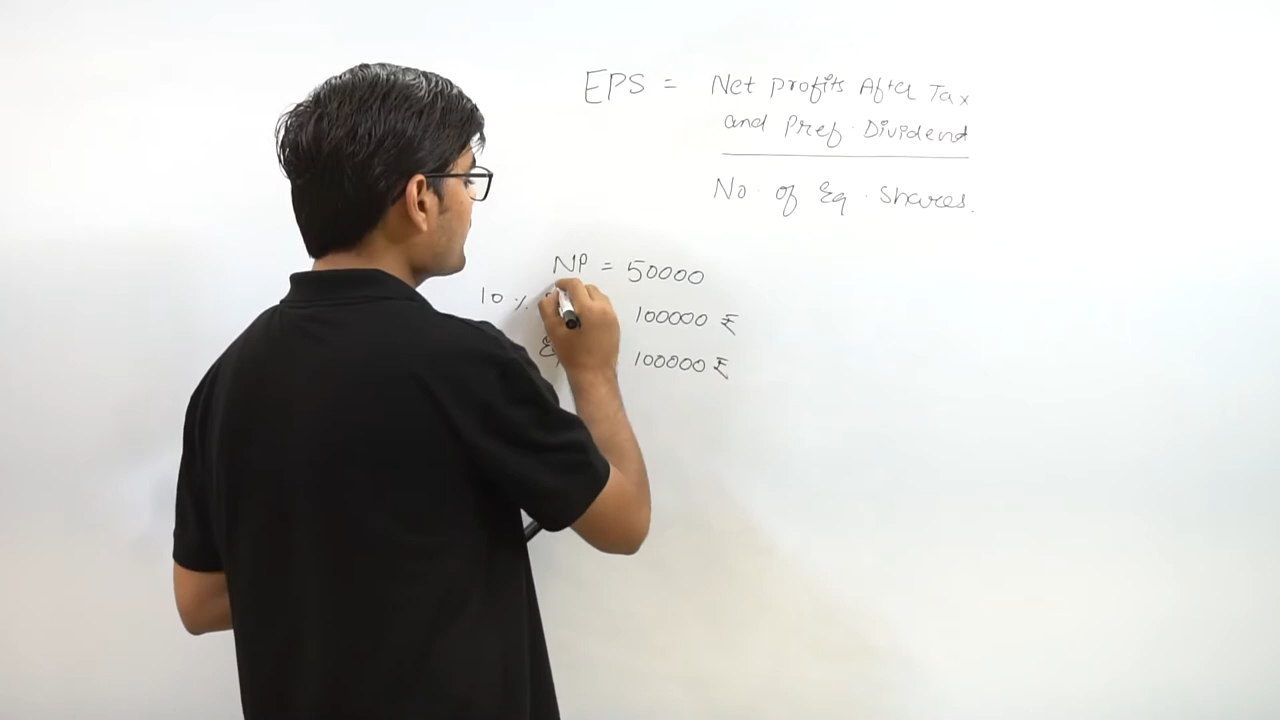 EPS = Net profits After Tax
and Pref. Dividend
No. of Eq. Shares.
NP = 50000
10 % 100000 ₹
100000 ₹